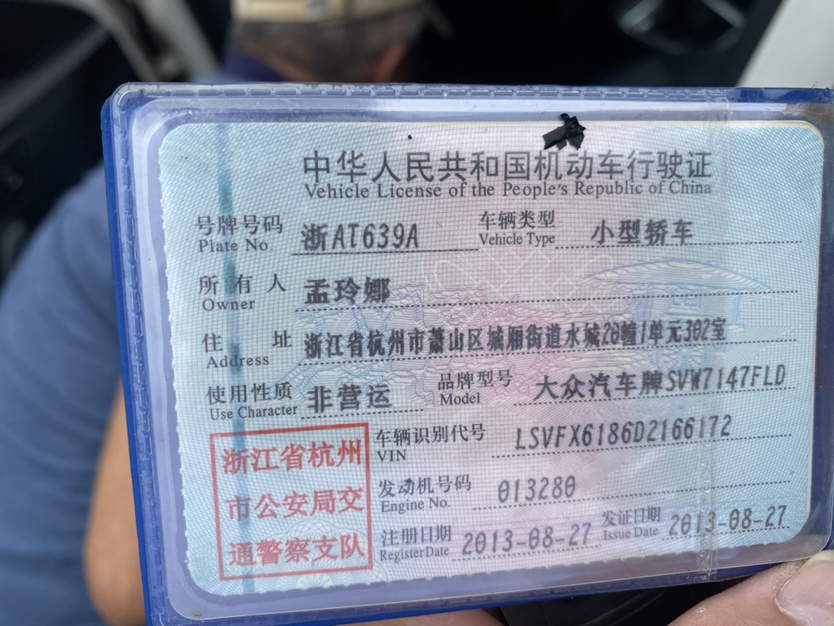 中华人民共和国机动车行驶证
Vehicle License of the People's Republic of China
号牌号码 浙AT639A 车辆类型 小型轿车
Plate No. Vehicle Type
所有人 孟玲娜
Owner
住址 浙江省杭州市萧山区城厢街道水城20幢1单元302室
Address
使用性质 非营运 品牌型号 大众汽车牌SVW7147FLD
Use Character Model
浙江省杭州
市公安局交
通警察支队
车辆识别代号 LSVFX6186D2166172
VIN
发动机号码 013280
Engine No.
注册日期 2013-08-27 发证日期 2013-08-27
Register Date Issue Date